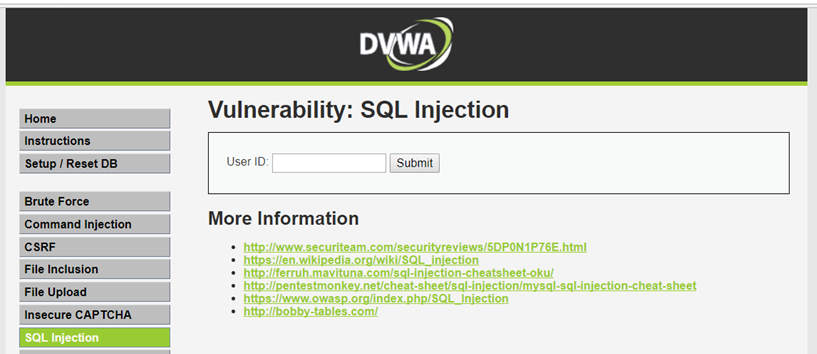 DVWA
Home
Instructions
Setup / Reset DB
Brute Force
Command Injection
CSRF
File Inclusion
File Upload
Insecure CAPTCHA
SQL Injection
Vulnerability: SQL Injection
User ID:
Submit
More Information
http://www.securiteam.com/securityreviews/5DP0N1P76E.html
https://en.wikipedia.org/wiki/SQL_injection
http://ferruh.mavituna.com/sql-injection-cheatsheet-oku/
http://pentestmonkey.net/cheat-sheet/sql-injection/mysql-sql-injection-cheat-sheet
https://www.owasp.org/index.php/SQL_Injection
http://bobby-tables.com/